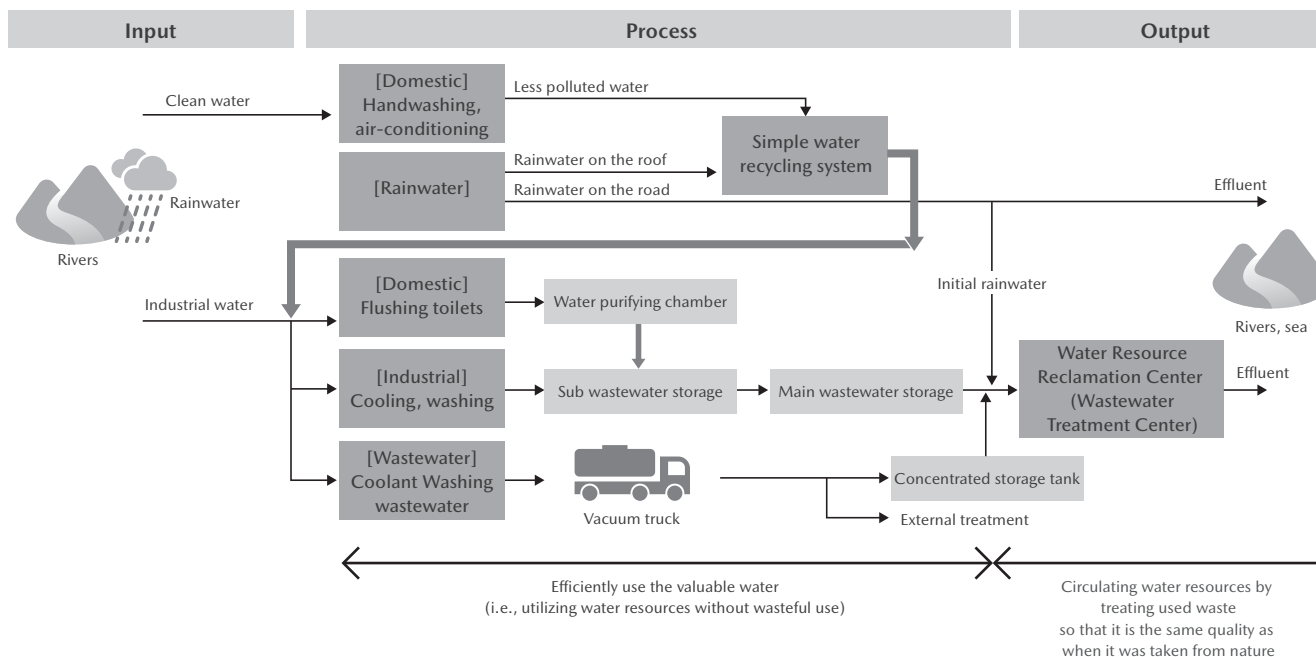 Input
Process
Output
Clean water
[Domestic]
Handwashing,
air-conditioning
Less polluted water
Simple water
recycling system
[Rainwater]
Rainwater on the roof
Rainwater on the road
Effluent
Rainwater
Rivers
Initial rainwater
Industrial water
[Domestic]
Flushing toilets
Water purifying chamber
Rivers, sea
[Industrial]
Cooling, washing
Sub wastewater storage
Main wastewater storage
Water Resource
Reclamation Center
(Wastewater
Treatment Center)
Effluent
[Wastewater]
Coolant Washing
wastewater
Vacuum truck
Concentrated storage tank
External treatment
Efficiently use the valuable water
(i.e., utilizing water resources without wasteful use)
Circulating water resources by
treating used waste
so that it is the same quality as
when it was taken from nature